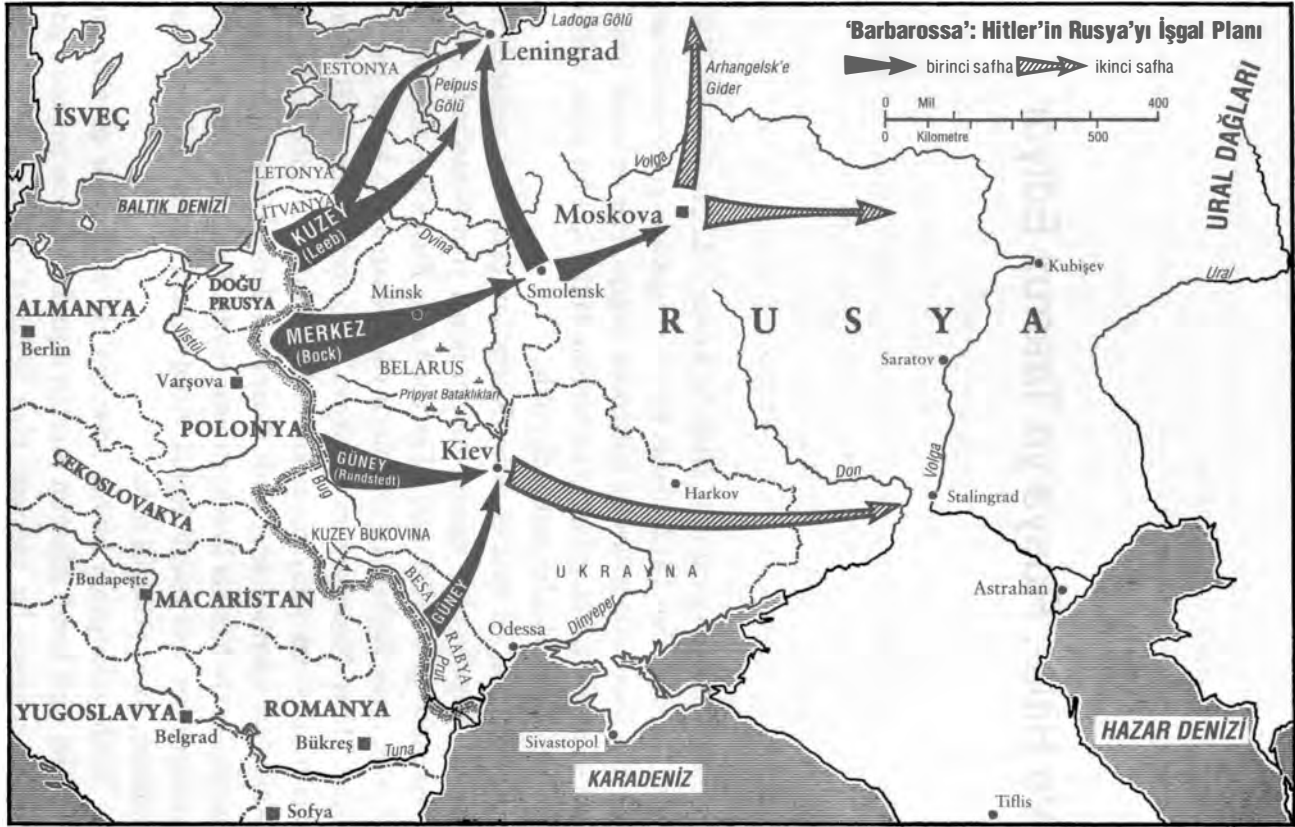 'Barbarossa': Hitler'in Rusya'yı İşgal Planı
birinci safha
ikinci safha
0 Mil 400
0 Kilometre 500
Ladoga Gölü
Leningrad
ESTONYA
Peipus
Gölü
Arhangelsk'e
Gider
İSVEÇ
URAL DAĞLARI
LETONYA
Volga
BALTIK DENİZİ
İTVANYA
KUZEY
(Leeb)
Moskova
Dvina
Kubişev
Ural
DOĞU
PRUSYA
Smolensk
Minsk
ALMANYA
Berlin
MERKEZ
(Bock)
RUSYA
Vistül
Saratov
BELARUS
Varşova
Pripyat Bataklıkları
POLONYA
Kiev
GÜNEY
(Rundstedt)
Bug
Don
Volga
Harkov
Stalingrad
ÇEKOSLOVAKYA
KUZEY BUKOVINA
BESA
RABYA
UKRAYNA
Budapeşte
MACARİSTAN
GÜNEY
Astrahan
Dinyeper
Odessa
Prut
YUGOSLAVYA
Belgrad
ROMANYA
Bükreş
Tuna
Sivastopol
HAZAR DENİZİ
KARADENİZ
Sofya
Tiflis